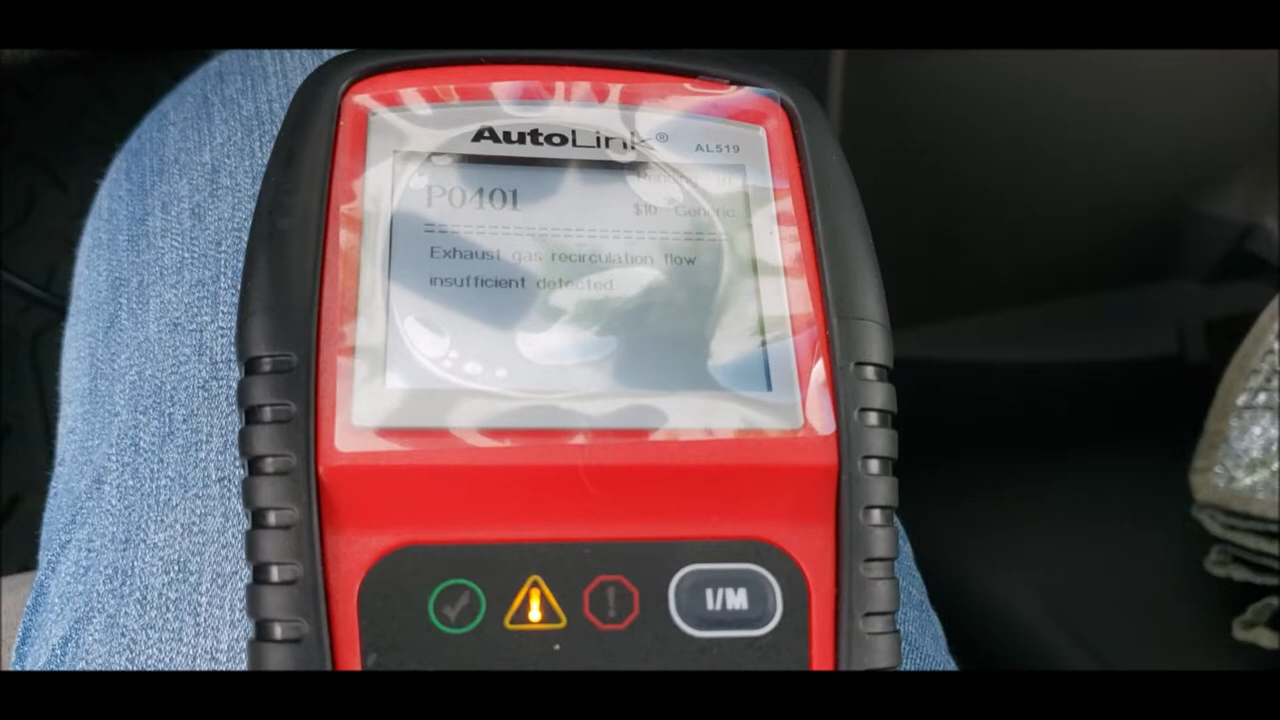 AutoLink®
AL519
P0401
$10 Generic
Exhaust gas recirculation flow
insufficient detected
I/M